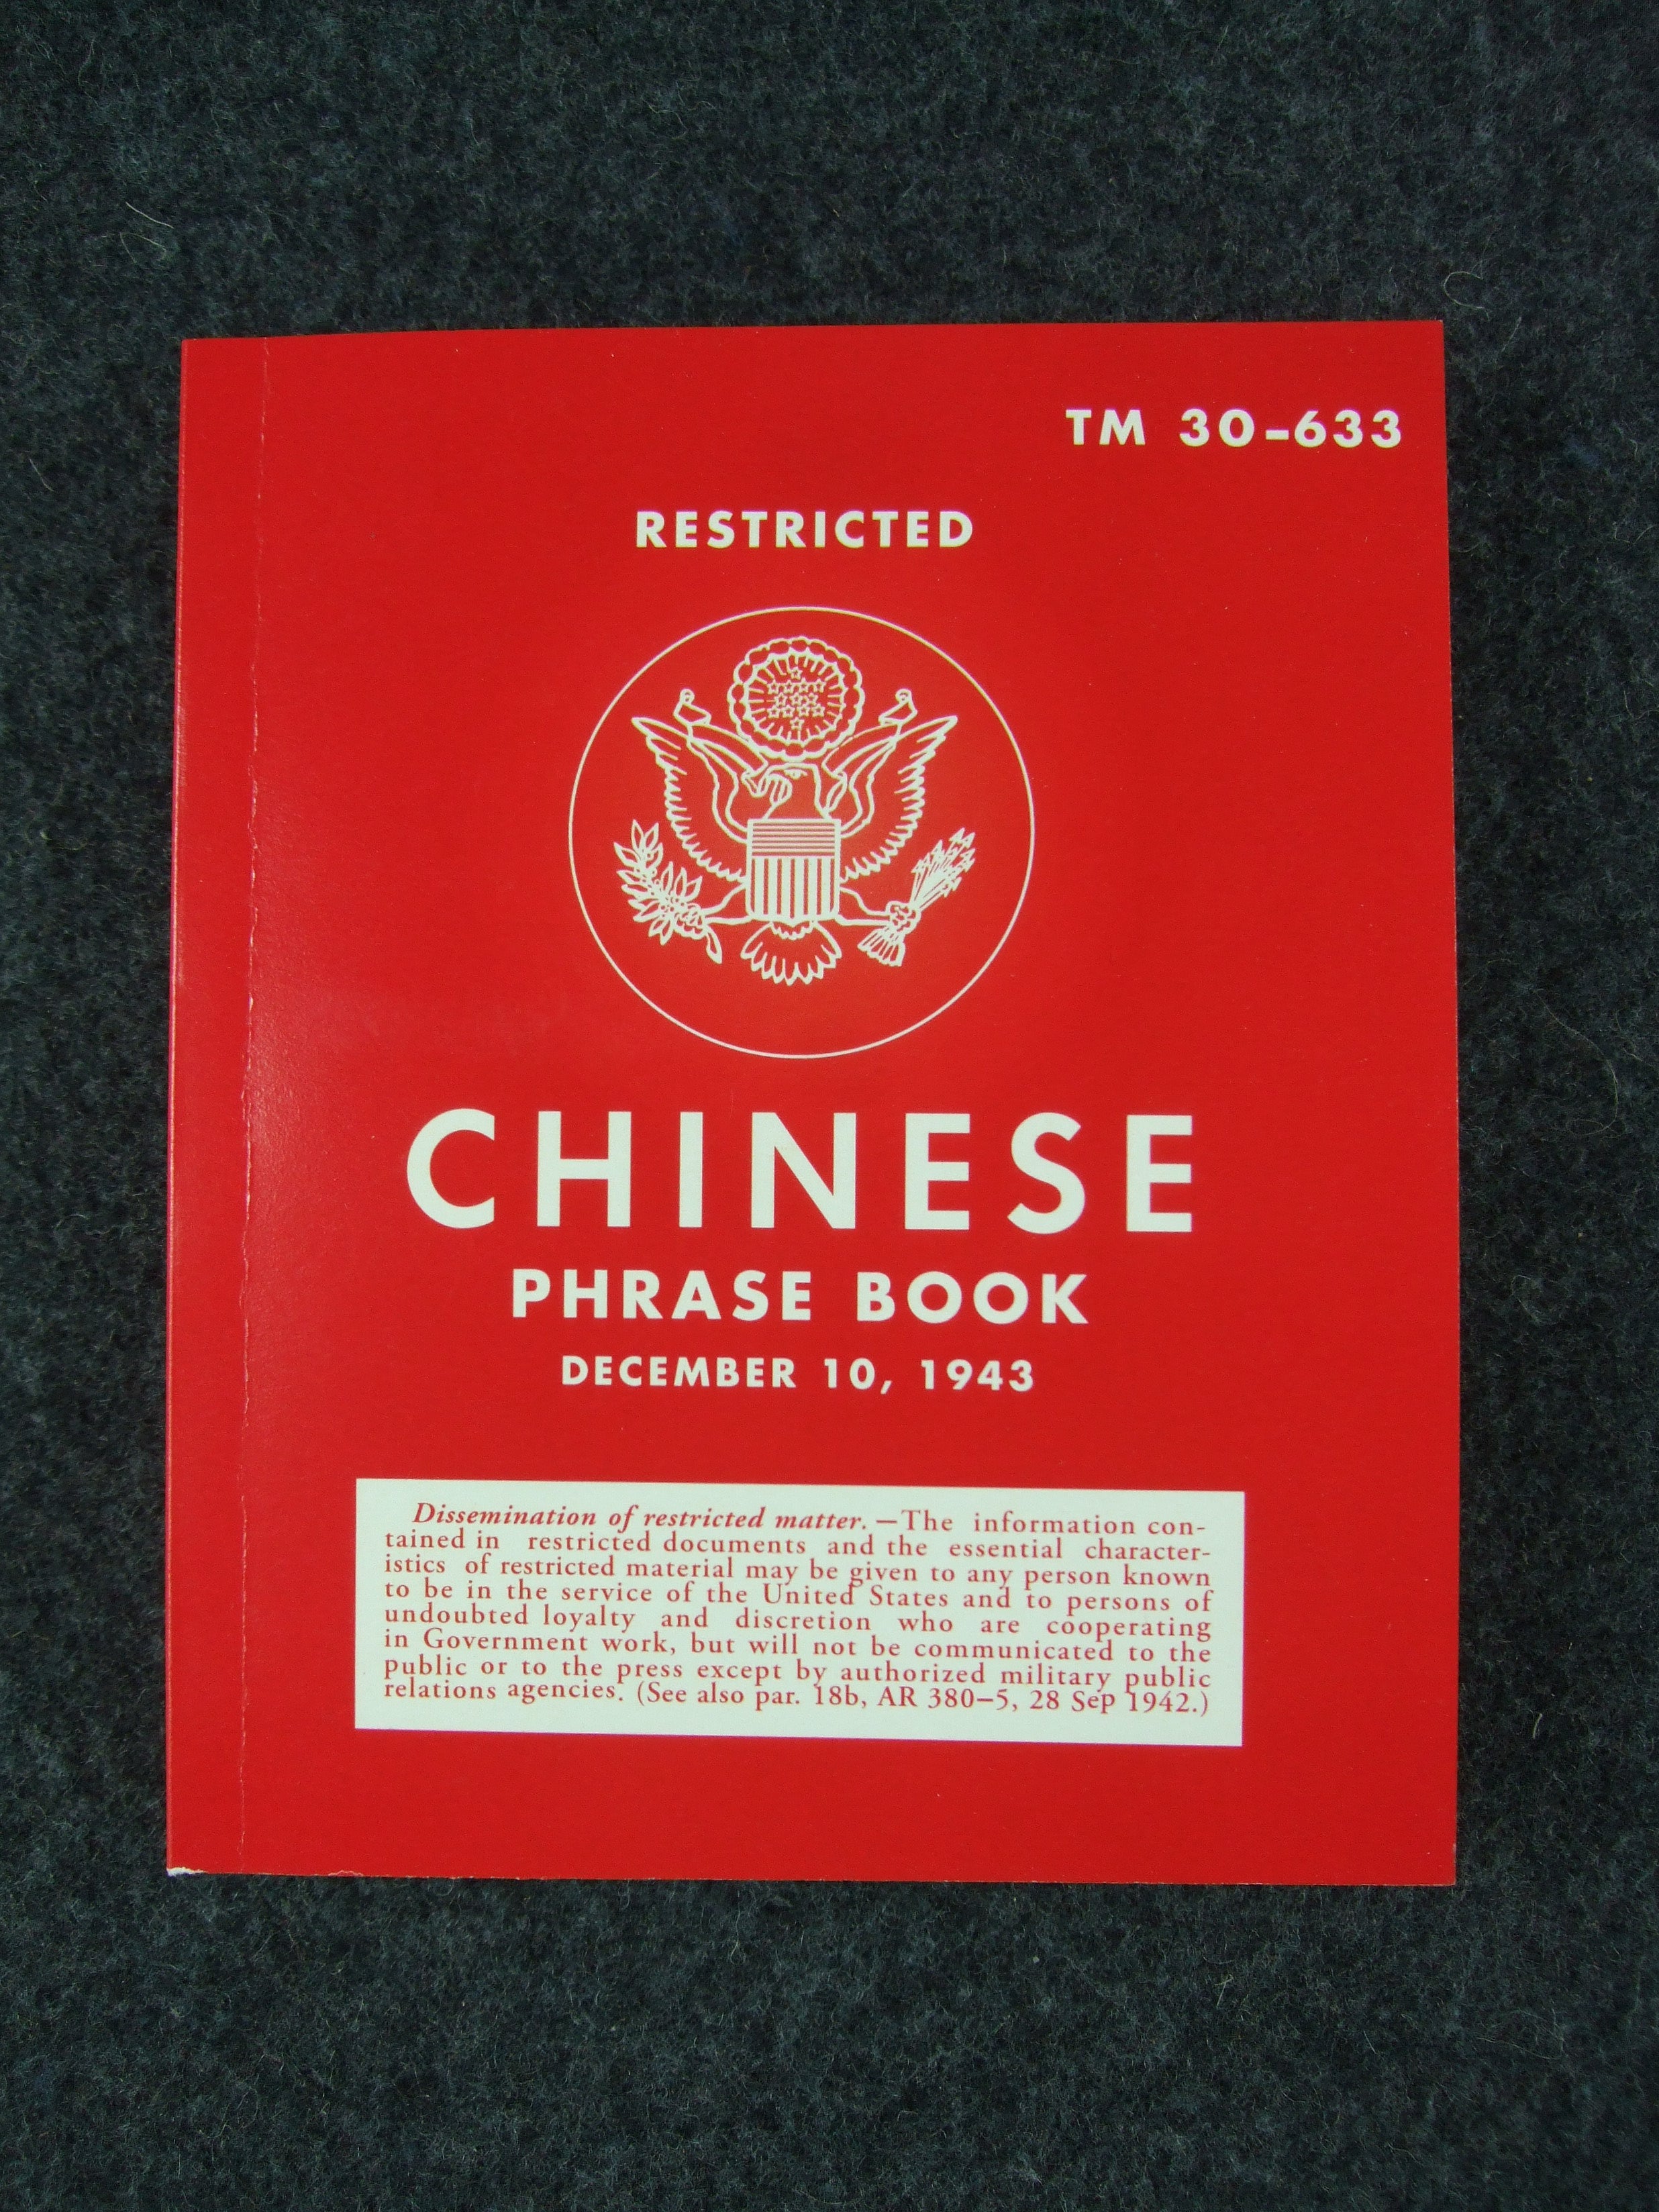 TM 30-633
RESTRICTED
CHINESE
PHRASE BOOK
DECEMBER 10, 1943
Dissemination of restricted matter. —The information con-
tained in restricted documents and the essential character-
istics of restricted material may be given to any person known
to be in the service of the United States and to persons of
undoubted loyalty and discretion who are cooperating
in Government work, but will not be communicated to the
public or to the press except by authorized military public
relations agencies. (See also par. 18b, AR 380–5, 28 Sep 1942.)